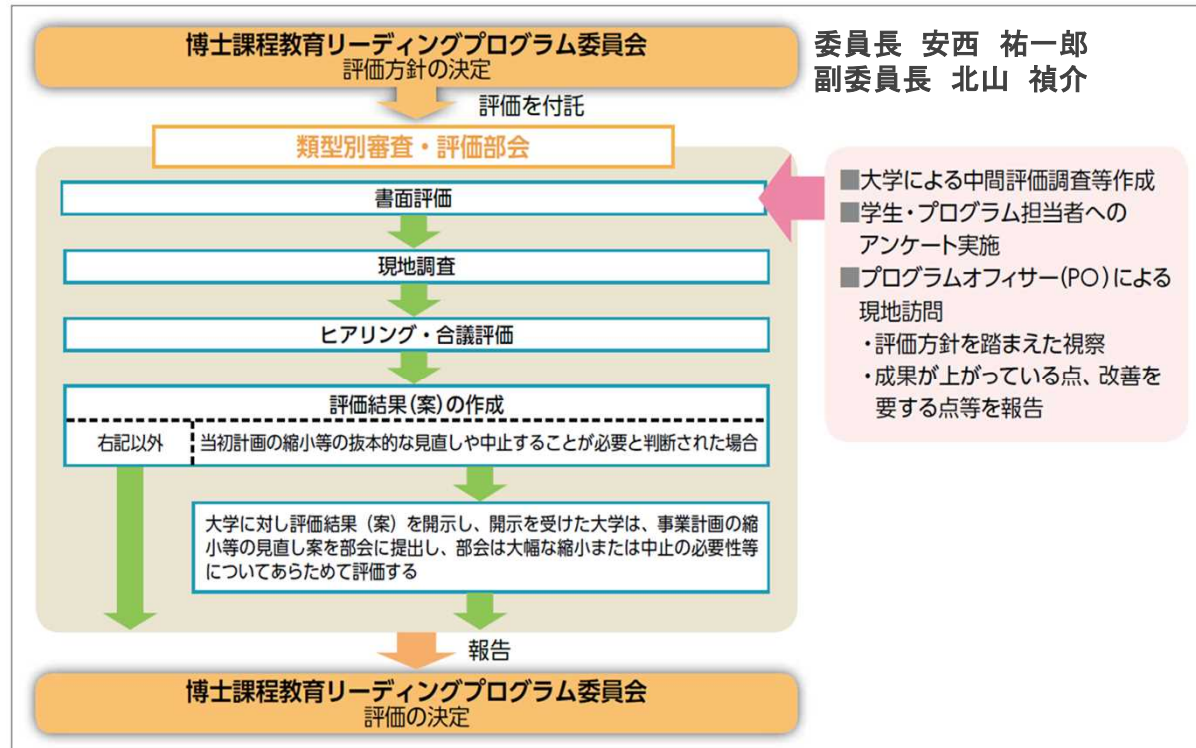 博士課程教育リーディングプログラム委員会
評価方針の決定
委員長 安西 祐一郎
副委員長 北山 禎介
評価を付託
類型別審査・評価部会
書面評価
現地調査
ヒアリング・合議評価
評価結果(案)の作成
右記以外
当初計画の縮小等の抜本的な見直しや中止することが必要と判断された場合
大学に対し評価結果（案）を開示し、開示を受けた大学は、事業計画の縮
小等の見直し案を部会に提出し、部会は大幅な縮小または中止の必要性等
についてあらためて評価する
■大学による中間評価調査等作成
■学生・プログラム担当者への
アンケート実施
■プログラムオフィサー(PO)による
現地訪問
・評価方針を踏まえた視察
・成果が上がっている点、改善を
要する点等を報告
報告
博士課程教育リーディングプログラム委員会
評価の決定